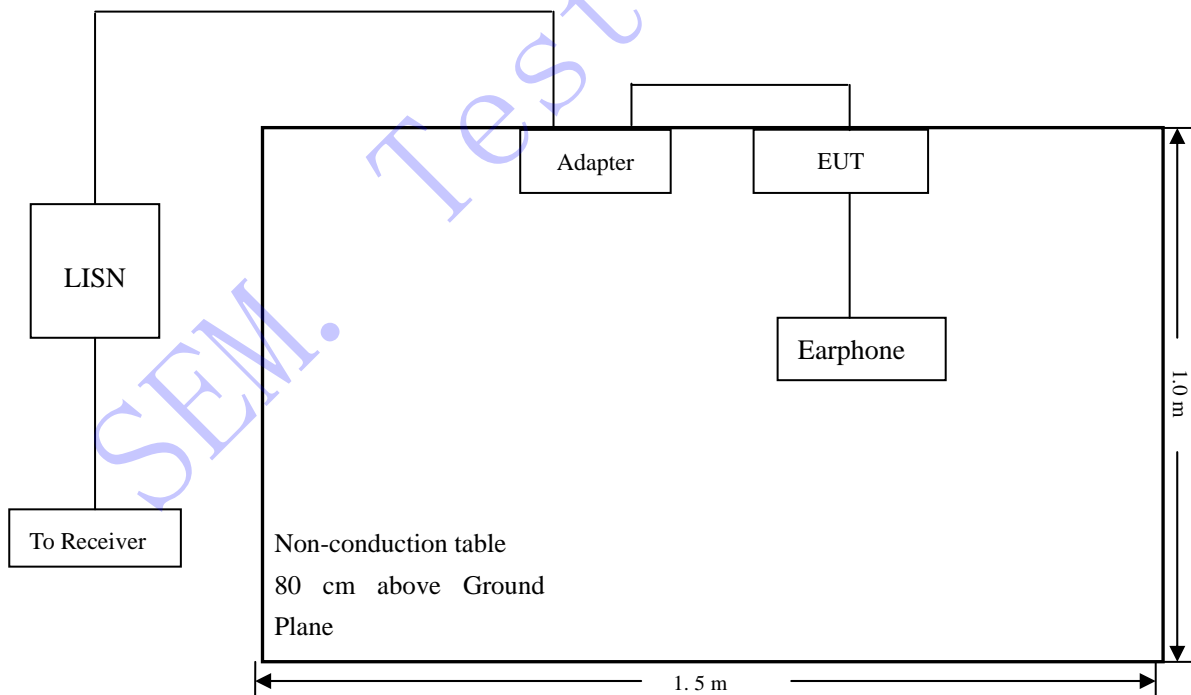 SEM. Test
Adapter
EUT
LISN
Earphone
1.0 m
To Receiver
Non-conduction table
80 cm above Ground
Plane
1. 5 m